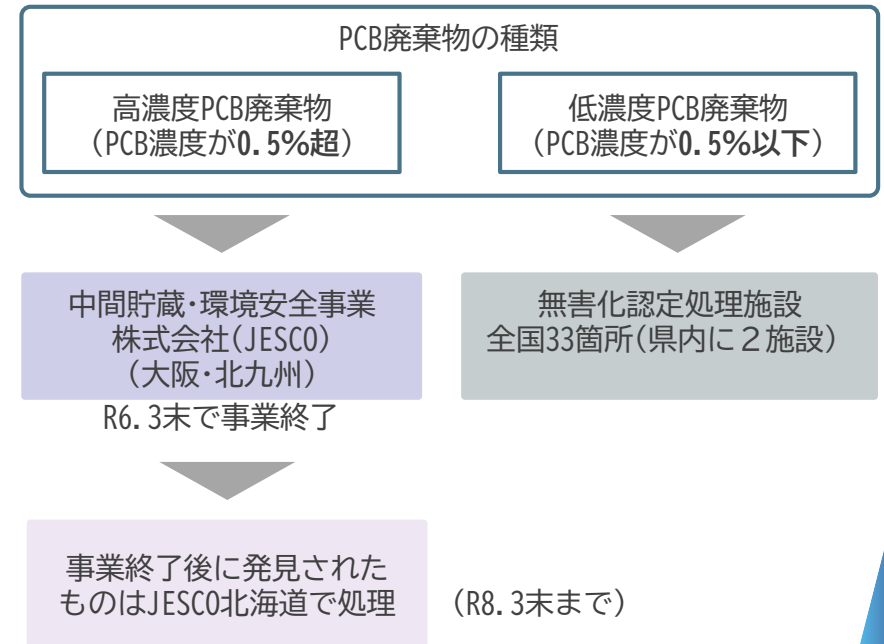 PCB廃棄物の種類
高濃度PCB廃棄物
（PCB濃度が0.5%超）
低濃度PCB廃棄物
（PCB濃度が0.5%以下）
中間貯蔵・環境安全事業
株式会社(JESCO)
（大阪・北九州）
無害化認定処理施設
全国33箇所(県内に２施設)
R6.3末で事業終了
事業終了後に発見された
ものはJESCO北海道で処理
（R8.3末まで）